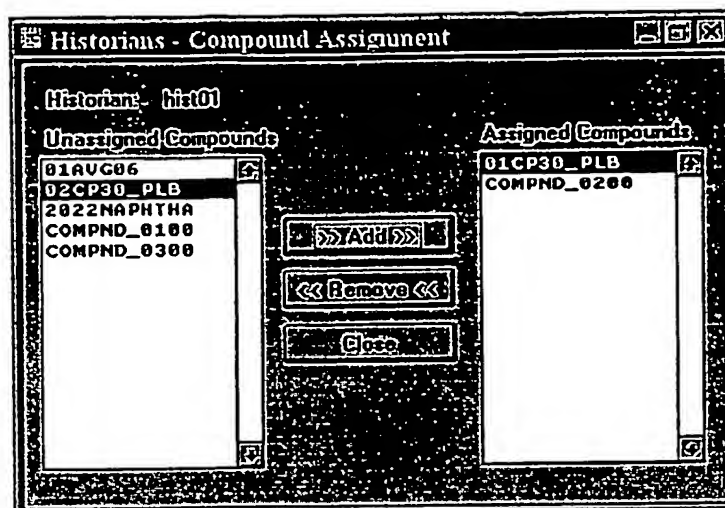 Historians - Compound Assignment
Historian: hist01
Unassigned Compounds
01AVG06
02CP30_PLB
2022NAPHTHA
COMPND_0100
COMPND_0300
>> Add >>
<< Remove <<
Close
Assigned Compounds
01CP30_PLB
COMPND_0200